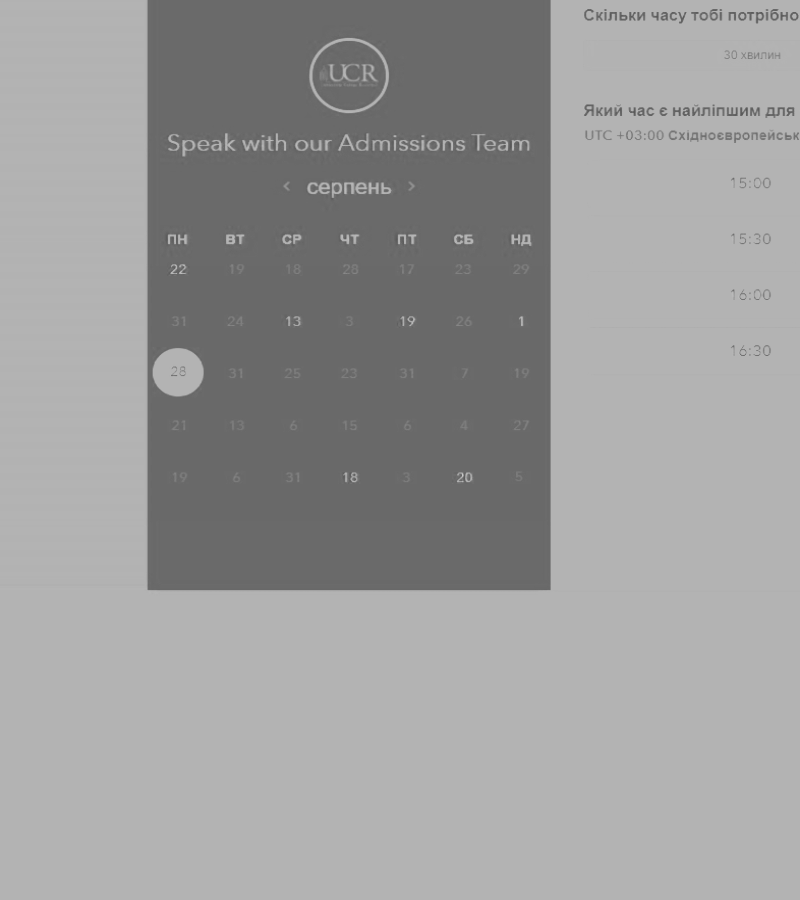 UCR
Speak with our Admissions Team
< серпень >
ПН ВТ СР ЧТ ПТ СБ НД
22 19 18 28 17 23 29
31 24 13 3 19 26 1
28 31 25 23 31 7 19
21 13 6 15 6 4 27
19 6 31 18 3 20 5
Скільки часу тобі потрібно
30 хвилин
Який час є найліпшим для
UTC +03:00 Східноєвропейськ
15:00
15:30
16:00
16:30